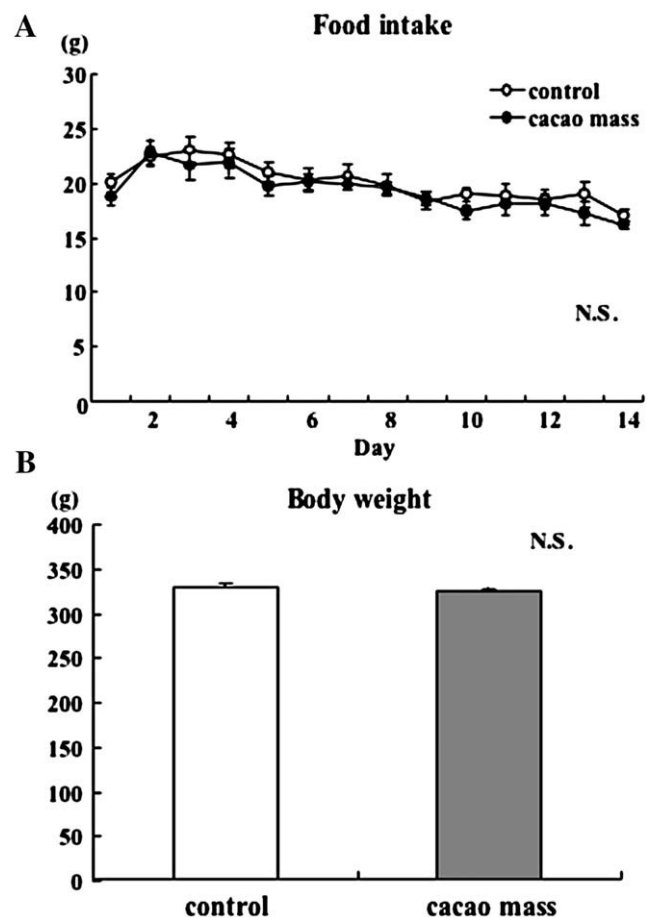 A
Food intake
(g)
30
25
20
15
10
5
0
control
cacao mass
N.S.
2 4 6 8 10 12 14
Day
B
Body weight
(g)
400
350
300
250
200
150
100
50
0
N.S.
control cacao mass